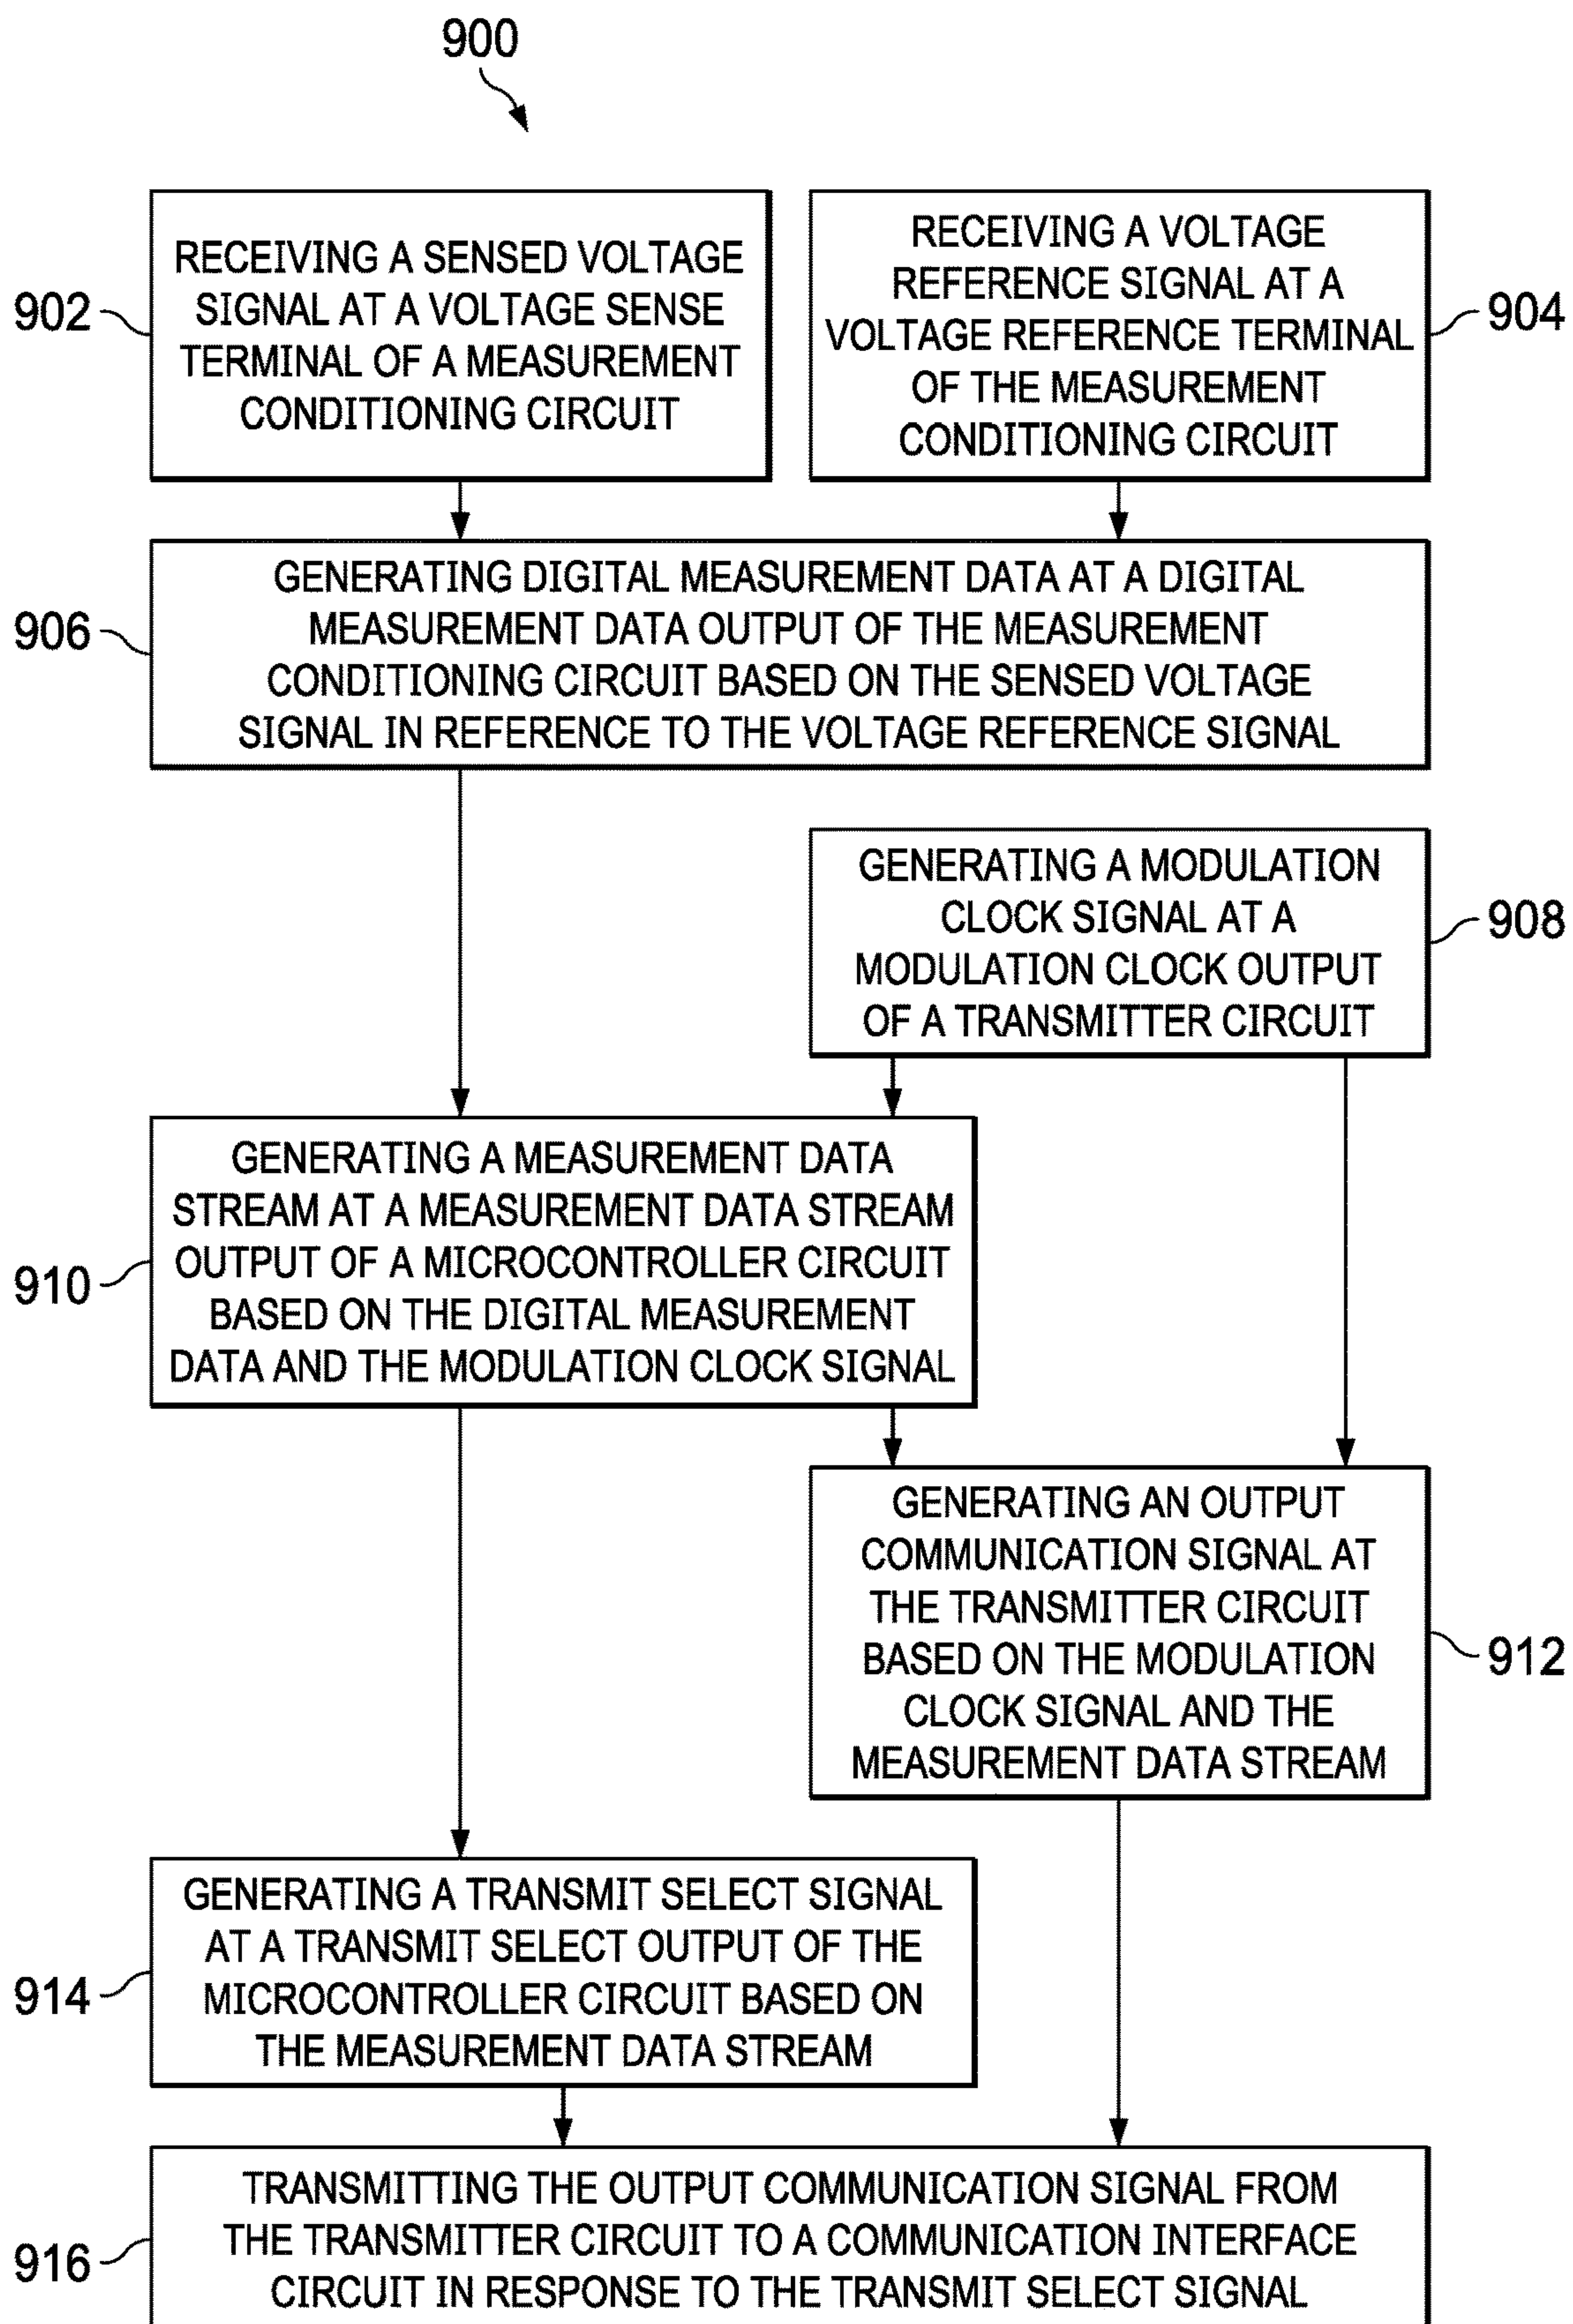 900
902
RECEIVING A SENSED VOLTAGE
SIGNAL AT A VOLTAGE SENSE
TERMINAL OF A MEASUREMENT
CONDITIONING CIRCUIT
RECEIVING A VOLTAGE
REFERENCE SIGNAL AT A
VOLTAGE REFERENCE TERMINAL
OF THE MEASUREMENT
CONDITIONING CIRCUIT
904
906
GENERATING DIGITAL MEASUREMENT DATA AT A DIGITAL
MEASUREMENT DATA OUTPUT OF THE MEASUREMENT
CONDITIONING CIRCUIT BASED ON THE SENSED VOLTAGE
SIGNAL IN REFERENCE TO THE VOLTAGE REFERENCE SIGNAL
GENERATING A MODULATION
CLOCK SIGNAL AT A
MODULATION CLOCK OUTPUT
OF A TRANSMITTER CIRCUIT
908
910
GENERATING A MEASUREMENT DATA
STREAM AT A MEASUREMENT DATA STREAM
OUTPUT OF A MICROCONTROLLER CIRCUIT
BASED ON THE DIGITAL MEASUREMENT
DATA AND THE MODULATION CLOCK SIGNAL
GENERATING AN OUTPUT
COMMUNICATION SIGNAL AT
THE TRANSMITTER CIRCUIT
BASED ON THE MODULATION
CLOCK SIGNAL AND THE
MEASUREMENT DATA STREAM
912
914
GENERATING A TRANSMIT SELECT SIGNAL
AT A TRANSMIT SELECT OUTPUT OF THE
MICROCONTROLLER CIRCUIT BASED ON
THE MEASUREMENT DATA STREAM
916
TRANSMITTING THE OUTPUT COMMUNICATION SIGNAL FROM
THE TRANSMITTER CIRCUIT TO A COMMUNICATION INTERFACE
CIRCUIT IN RESPONSE TO THE TRANSMIT SELECT SIGNAL